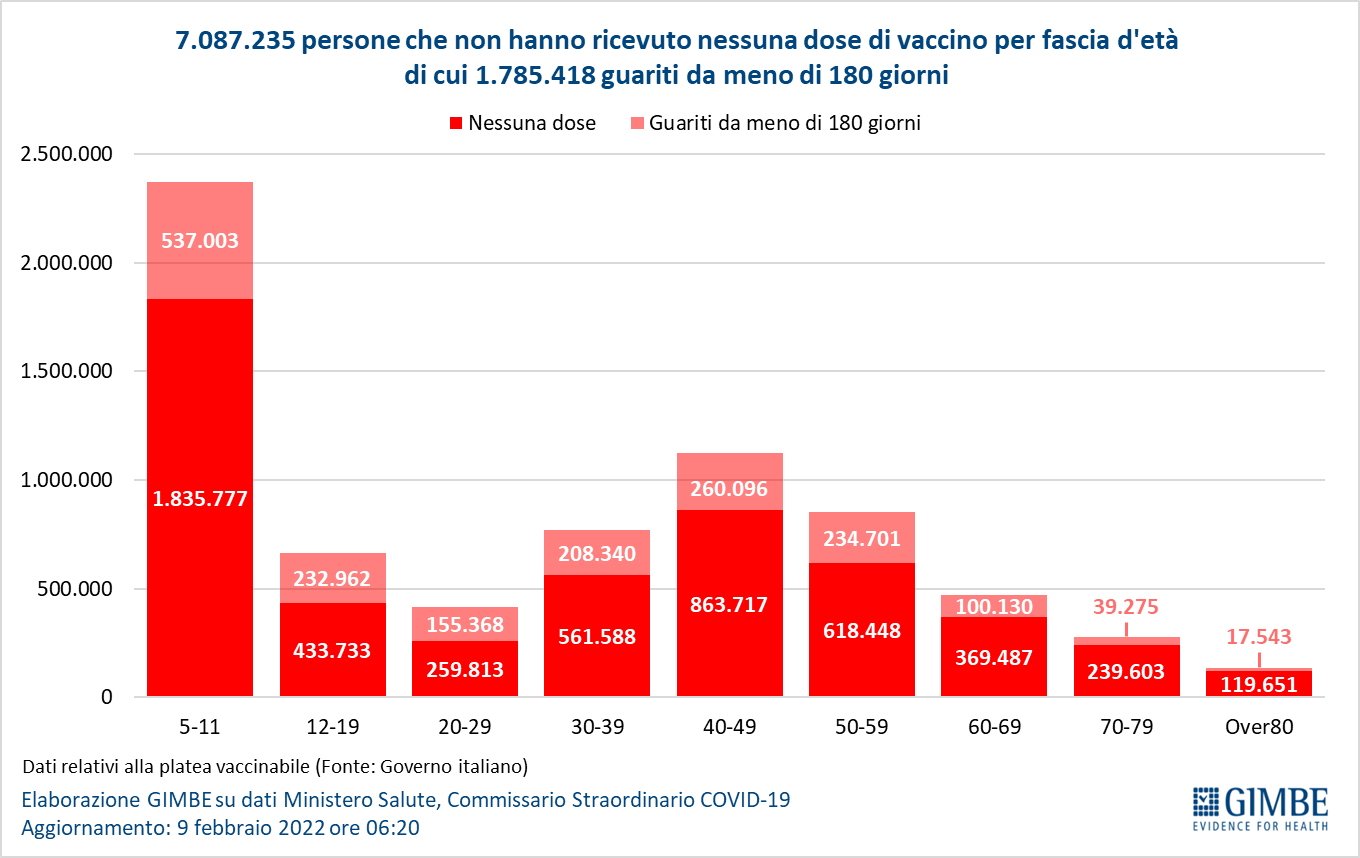 7.087.235 persone che non hanno ricevuto nessuna dose di vaccino per fascia d'età
di cui 1.785.418 guariti da meno di 180 giorni
Nessuna dose Guariti da meno di 180 giorni
2.500.000
2.000.000
1.500.000
1.000.000
500.000
0
537.003
1.835.777
232.962
433.733
155.368
259.813
208.340
561.588
260.096
863.717
234.701
618.448
100.130
369.487
39.275
239.603
17.543
119.651
5-11 12-19 20-29 30-39 40-49 50-59 60-69 70-79 Over80
Dati relativi alla platea vaccinabile (Fonte: Governo italiano)
Elaborazione GIMBE su dati Ministero Salute, Commissario Straordinario COVID-19
Aggiornamento: 9 febbraio 2022 ore 06:20
GIMBE
EVIDENCE FOR HEALTH